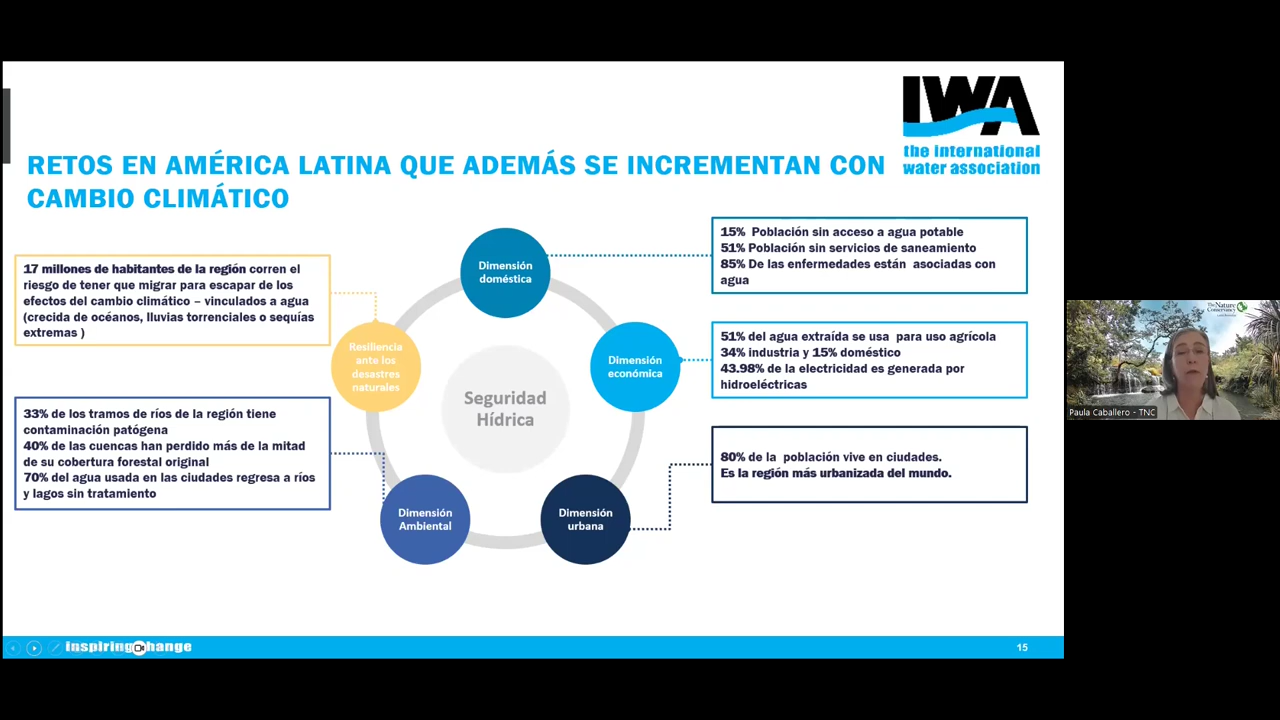 IWA
the international
water association
RETOS EN AMÉRICA LATINA QUE ADEMÁS SE INCREMENTAN CON
CAMBIO CLIMÁTICO
17 millones de habitantes de la región corren el
riesgo de tener que migrar para escapar de los
efectos del cambio climático – vinculados a agua
(crecida de océanos, lluvias torrenciales o sequías
extremas )
33% de los tramos de ríos de la región tiene
contaminación patógena
40% de las cuencas han perdido más de la mitad
de su cobertura forestal original
70% del agua usada en las ciudades regresa a ríos
y lagos sin tratamiento
Dimensión
doméstica
Resiliencia
ante los
desastres
naturales
Dimensión
económica
Seguridad
Hídrica
Dimensión
Ambiental
Dimensión
urbana
15% Población sin acceso a agua potable
51% Población sin servicios de saneamiento
85% De las enfermedades están asociadas con
agua
51% del agua extraída se usa para uso agrícola
34% industria y 15% doméstico
43.98% de la electricidad es generada por
hidroeléctricas
80% de la población vive en ciudades.
Es la región más urbanizada del mundo.
The Nature
Conservancy
Paula Caballero - TNC
inspiring change
15